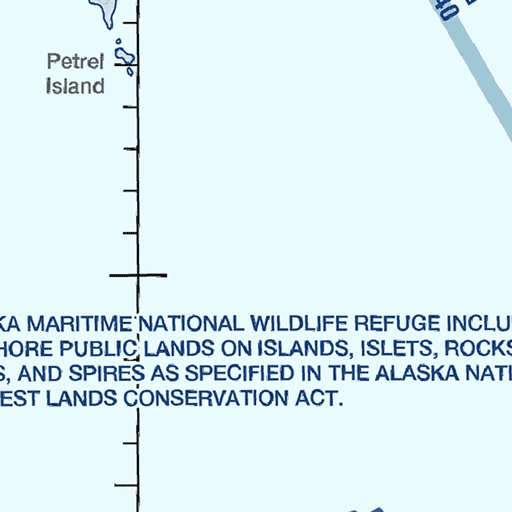 40
Petrel
Island
KA MARITIME NATIONAL WILDLIFE REFUGE INCLU
HORE PUBLIC LANDS ON ISLANDS, ISLETS, ROCKS
S, AND SPIRES AS SPECIFIED IN THE ALASKA NATI
EST LANDS CONSERVATION ACT.